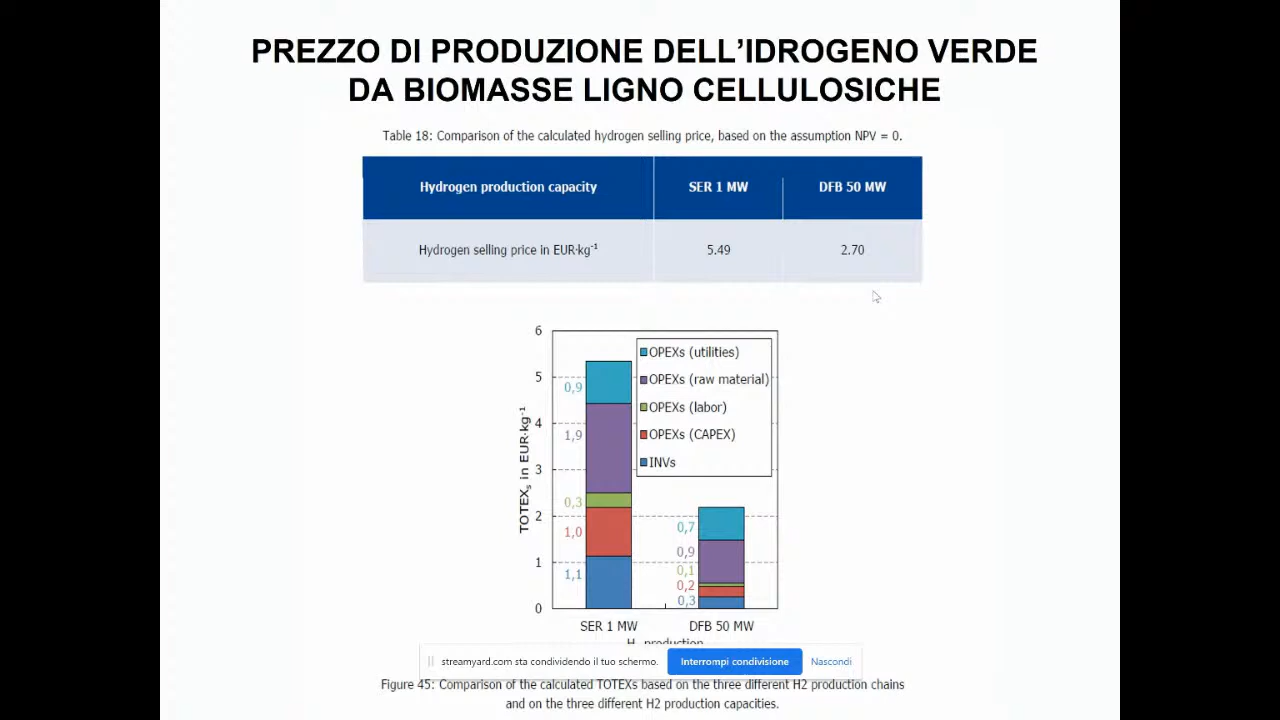 PREZZO DI PRODUZIONE DELL'IDROGENO VERDE
DA BIOMASSE LIGNO CELLULOSICHE
Table 18: Comparison of the calculated hydrogen selling price, based on the assumption NPV = 0.
Hydrogen production capacity SER 1 MW DFB 50 MW
Hydrogen selling price in EUR·kg⁻¹ 5.49 2.70
TOTEXs in EUR·kg⁻¹
6
5
4
3
2
1
0
OPEXs (utilities)
OPEXs (raw material)
OPEXs (labor)
OPEXs (CAPEX)
INVs
0,9
1,9
0,3
1,0
1,1
0,7
0,9
0,1
0,2
0,3
SER 1 MW DFB 50 MW
production
streamyard.com sta condividendo il tuo schermo. Interrompi condivisione Nascondi
Figure 45: Comparison of the calculated TOTEXs based on the three different H2 production chains
and on the three different H2 production capacities.